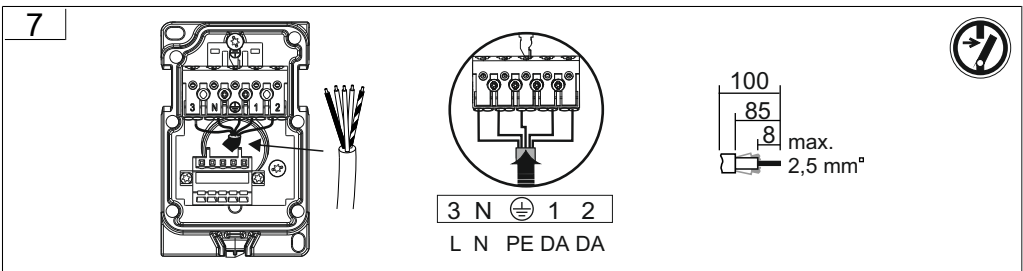 7
3 N ⏚ 1 2
3 N ⏚ 1 2
L N PE DA DA
100
85
8 max.
2,5 mm²